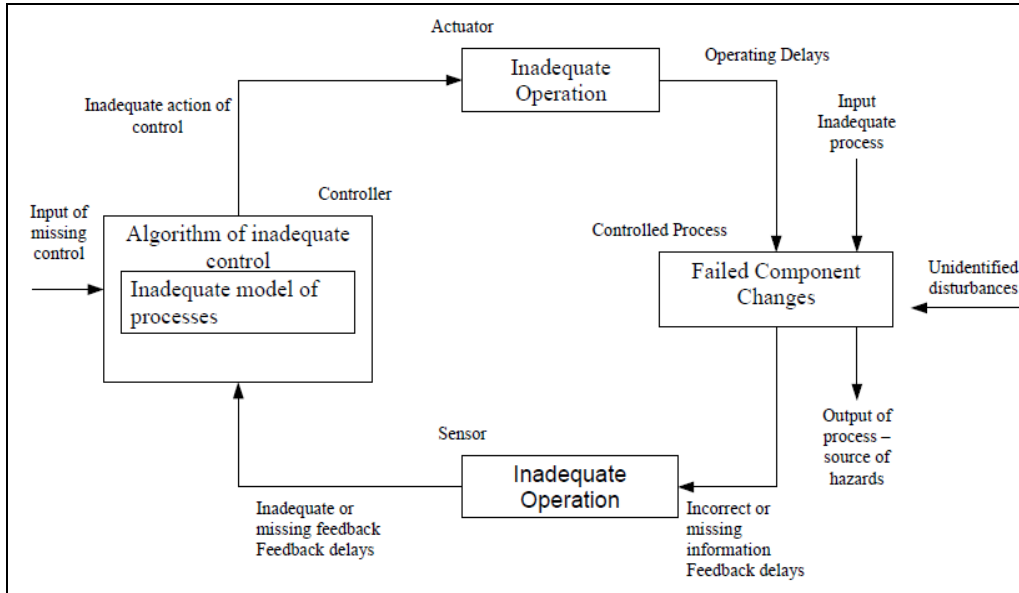 Actuator
Inadequate
Operation
Operating Delays
Inadequate action of
control
Input
Inadequate
process
Controller
Input of
missing
control
Algorithm of inadequate
control
Inadequate model of
processes
Controlled Process
Failed Component
Changes
Unidentified
disturbances
Sensor
Inadequate
Operation
Output of
process –
source of
hazards
Inadequate or
missing feedback
Feedback delays
Incorrect or
missing
information
Feedback delays